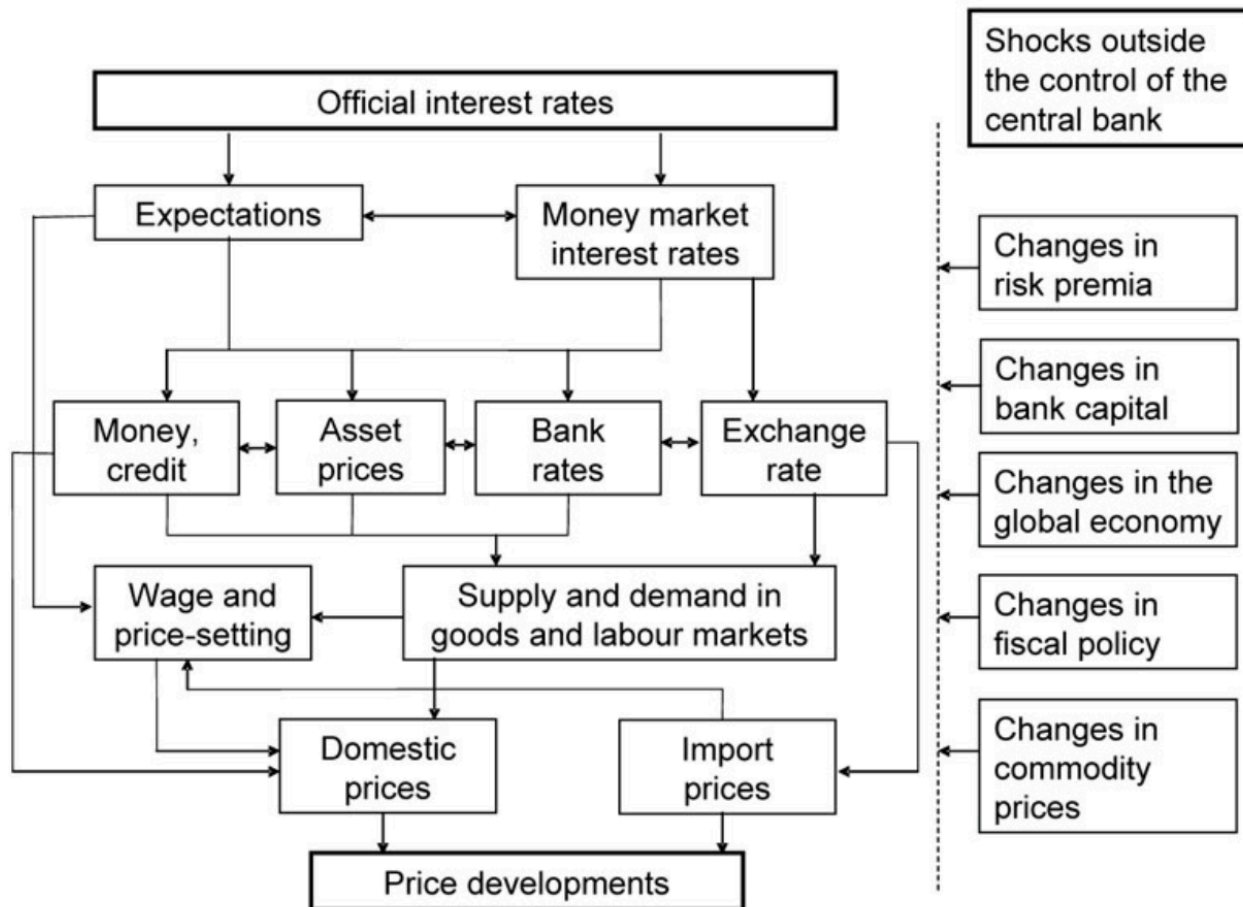 Shocks outside
the control of the
central bank
Official interest rates
Expectations
Money market
interest rates
Changes in
risk premia
Changes in
bank capital
Money,
credit
Asset
prices
Bank
rates
Exchange
rate
Changes in the
global economy
Wage and
price-setting
Supply and demand in
goods and labour markets
Changes in
fiscal policy
Domestic
prices
Import
prices
Changes in
commodity
prices
Price developments